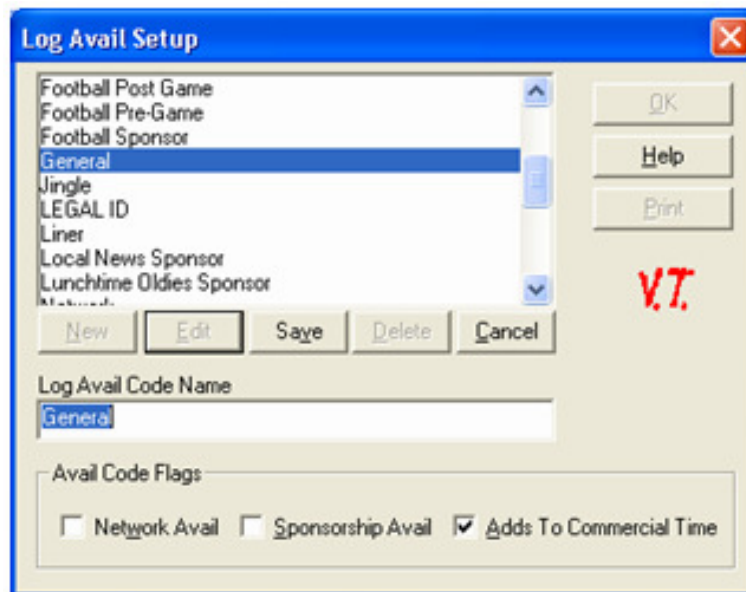 Log Avail Setup
Football Post Game
Football Pre-Game
Football Sponsor
General
Jingle
LEGAL ID
Liner
Local News Sponsor
Lunchtime Oldies Sponsor
Network
OK
Help
Print
V.T.
New Edit Save Delete Cancel
Log Avail Code Name
General
Avail Code Flags
Network Avail Sponsorship Avail Adds To Commercial Time